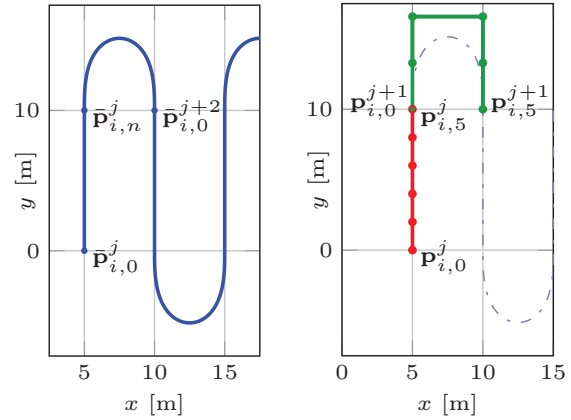 10
0
5
10
15
x [m]
y [m]
p̄^j_{i,n}
p̄^{j+2}_{i,0}
p̄^j_{i,0}
10
0
0
5
10
15
x [m]
y [m]
p^{j+1}_{i,0}
p^j_{i,5}
p^{j+1}_{i,5}
p^j_{i,0}